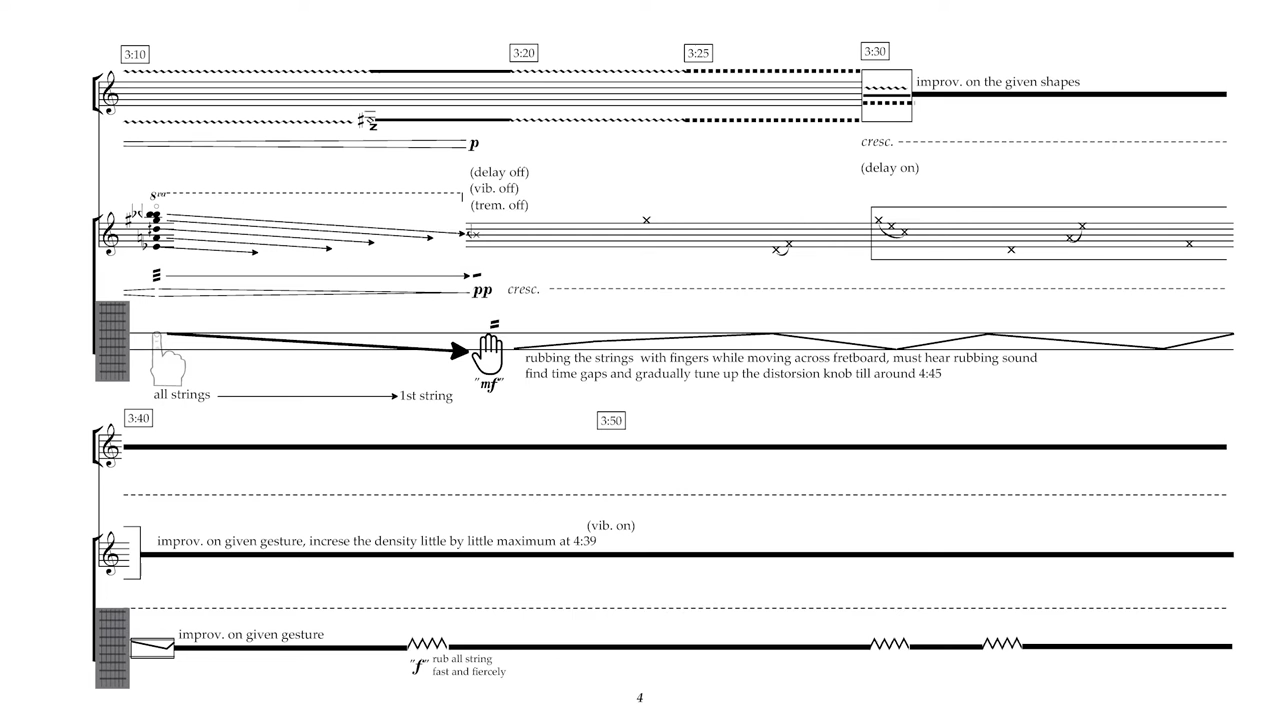 3:10
3:20
3:25
3:30
improv. on the given shapes
p
cresc.
(delay off)
(delay on)
(vib. off)
8va
(trem. off)
pp cresc.
rubbing the strings with fingers while moving across fretboard, must hear rubbing sound
find time gaps and gradually tune up the distorsion knob till around 4:45
"mf"
all strings
1st string
3:40
3:50
(vib. on)
improv. on given gesture, increse the density little by little maximum at 4:39
improv. on given gesture
"f" rub all string
fast and fiercely
4